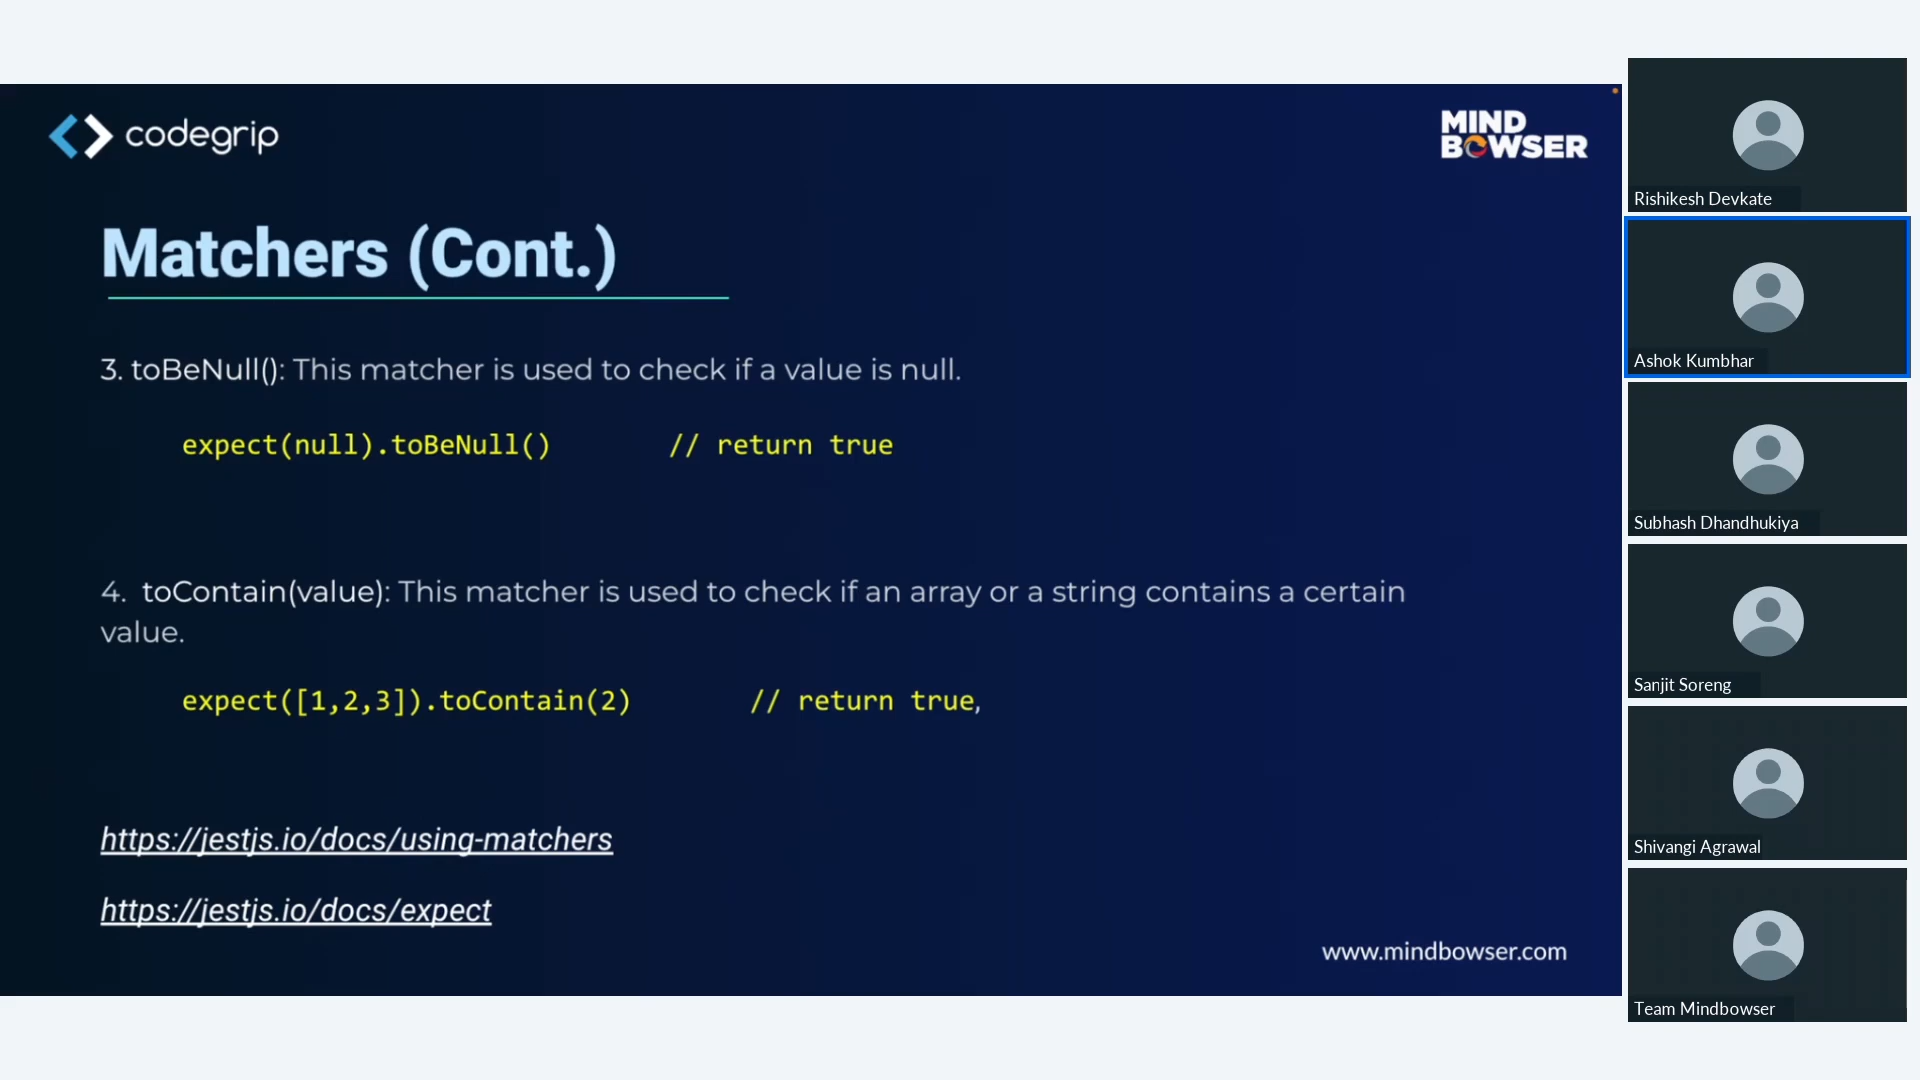 codegrip
MIND
BOWSER
Matchers (Cont.)
3. toBeNull(): This matcher is used to check if a value is null.
expect(null).toBeNull() // return true
4. toContain(value): This matcher is used to check if an array or a string contains a certain
value.
expect([1,2,3]).toContain(2) // return true,
https://jestjs.io/docs/using-matchers
https://jestjs.io/docs/expect
www.mindbowser.com
Rishikesh Devkate
Ashok Kumbhar
Subhash Dhandhukiya
Sanjit Soreng
Shivangi Agrawal
Team Mindbowser